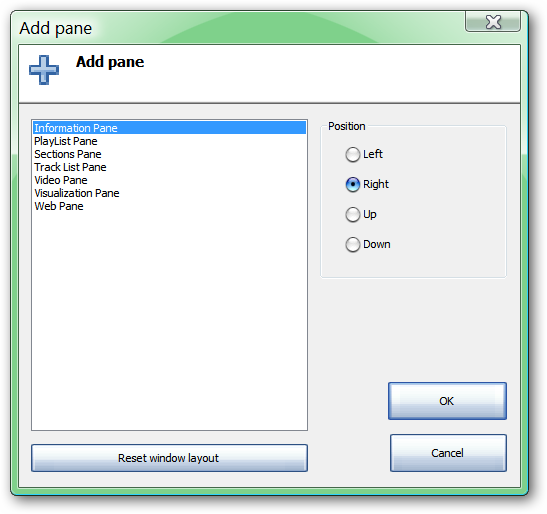 Add pane
Add pane
Information Pane
PlayList Pane
Sections Pane
Track List Pane
Video Pane
Visualization Pane
Web Pane
Position
Left
Right
Up
Down
OK
Reset window layout
Cancel